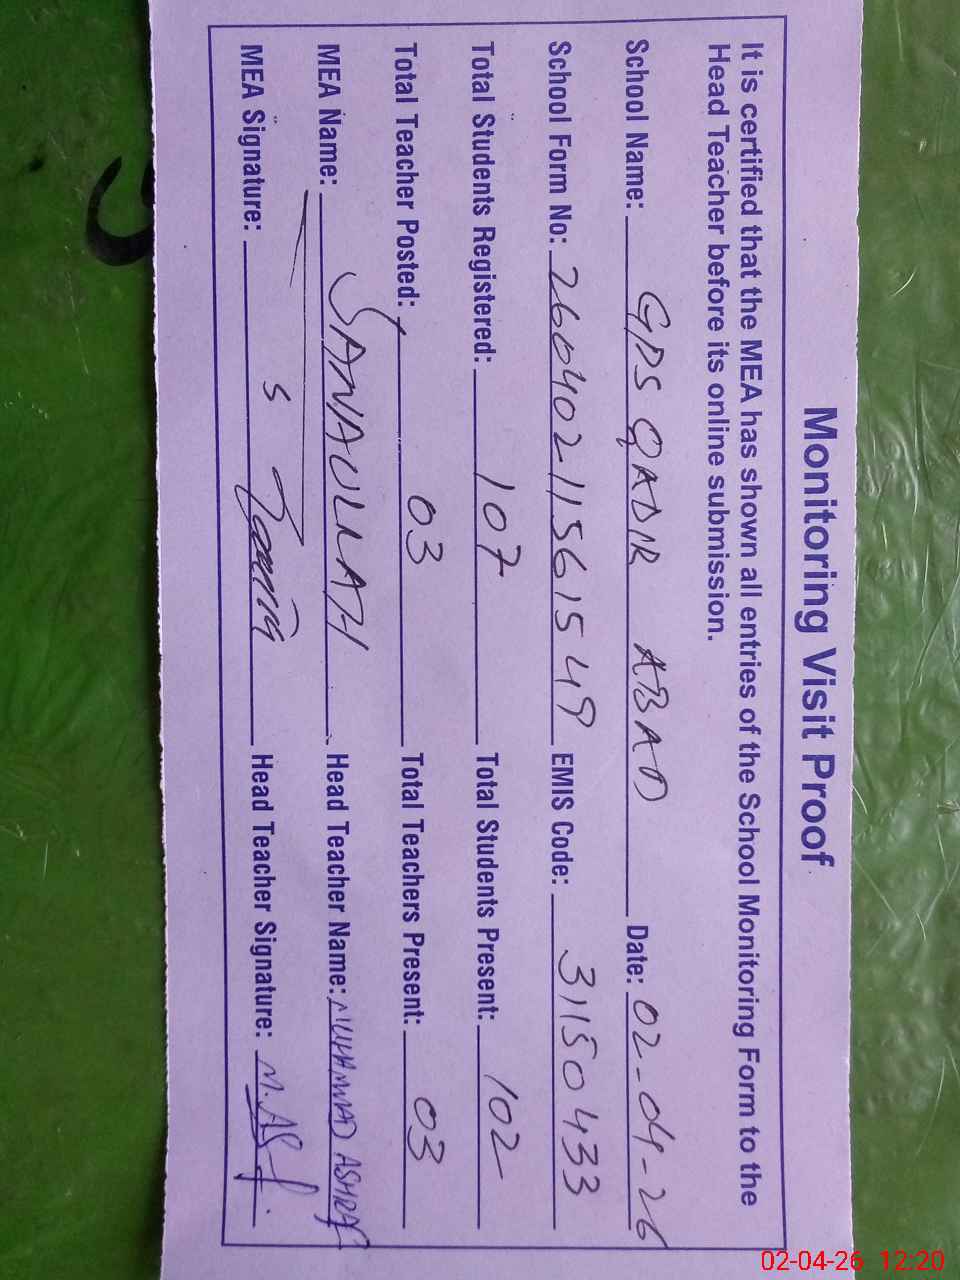 Monitoring Visit Proof
It is certified that the MEA has shown all entries of the School Monitoring Form to the
Head Teacher before its online submission.
School Name: GPS QADIR ABAD Date: 02-04-26
School Form No: 26040211561549 EMIS Code: 31150433
Total Students Registered: 107 Total Students Present: 102
Total Teacher Posted: 03 Total Teachers Present: 03
MEA Name: SANAULLAH Head Teacher Name: MUHAMMAD ASHRAF
MEA Signature: Head Teacher Signature:
02-04-26 12:20